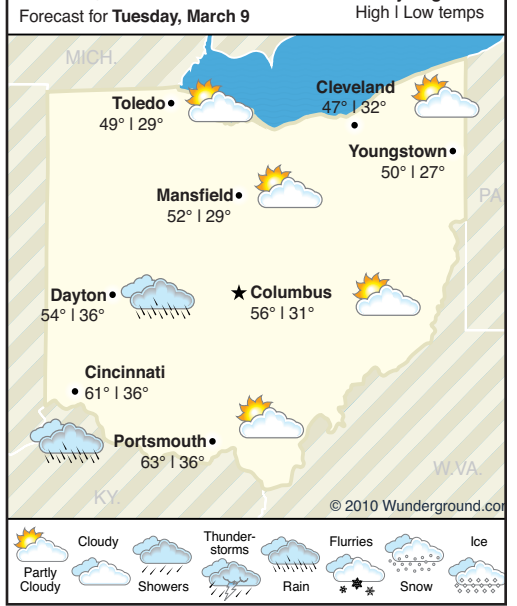 Forecast for Tuesday, March 9
High | Low temps
MICH.
Cleveland
47° | 32°
Toledo
49° | 29°
Youngstown
50° | 27°
Mansfield
52° | 29°
PA
Dayton
54° | 36°
Columbus
56° | 31°
Cincinnati
61° | 36°
Portsmouth
63° | 36°
W.VA.
KY.
© 2010 Wunderground.com
Partly
Cloudy
Cloudy
Showers
Thunder-
storms
Rain
Flurries
Snow
Ice